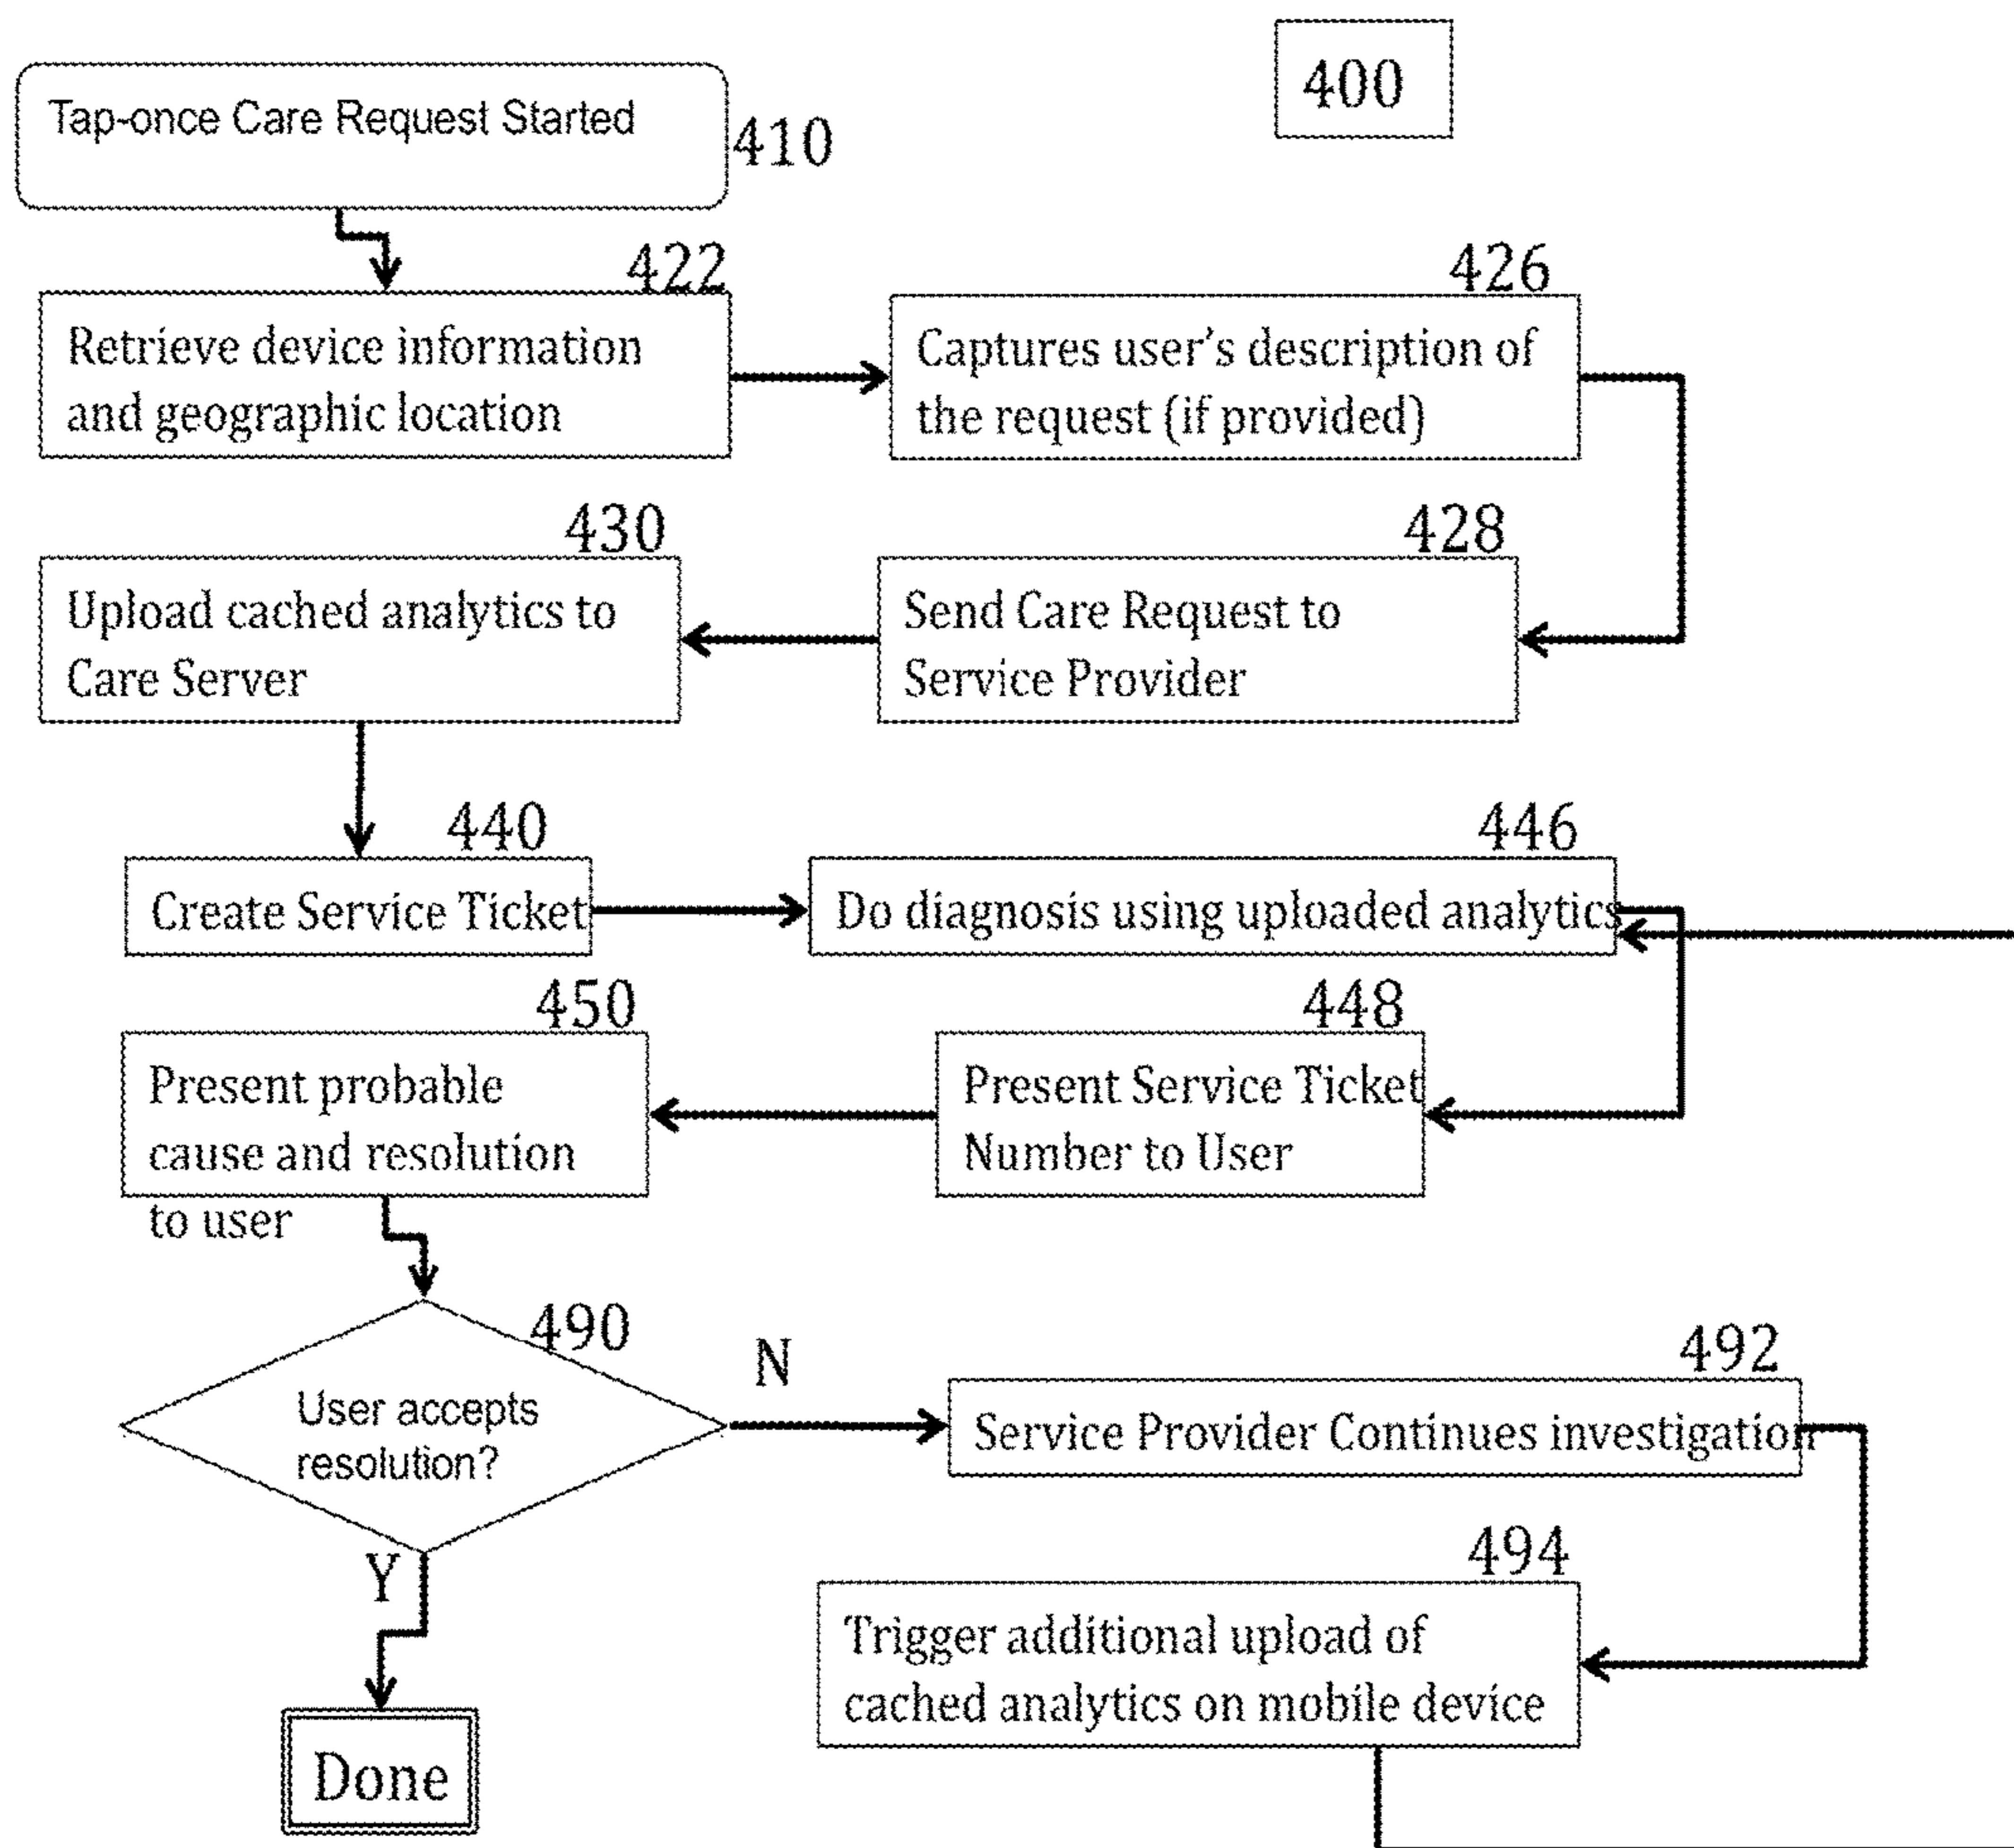 400
Tap-once Care Request Started
410
422
Retrieve device information
and geographic location
426
Captures user's description of
the request (if provided)
430
Upload cached analytics to
Care Server
428
Send Care Request to
Service Provider
440
Create Service Ticket
446
Do diagnosis using uploaded analytics
450
Present probable
cause and resolution
to user
448
Present Service Ticket
Number to User
490
User accepts
resolution?
N
492
Service Provider Continues investigation
Y
494
Trigger additional upload of
cached analytics on mobile device
Done